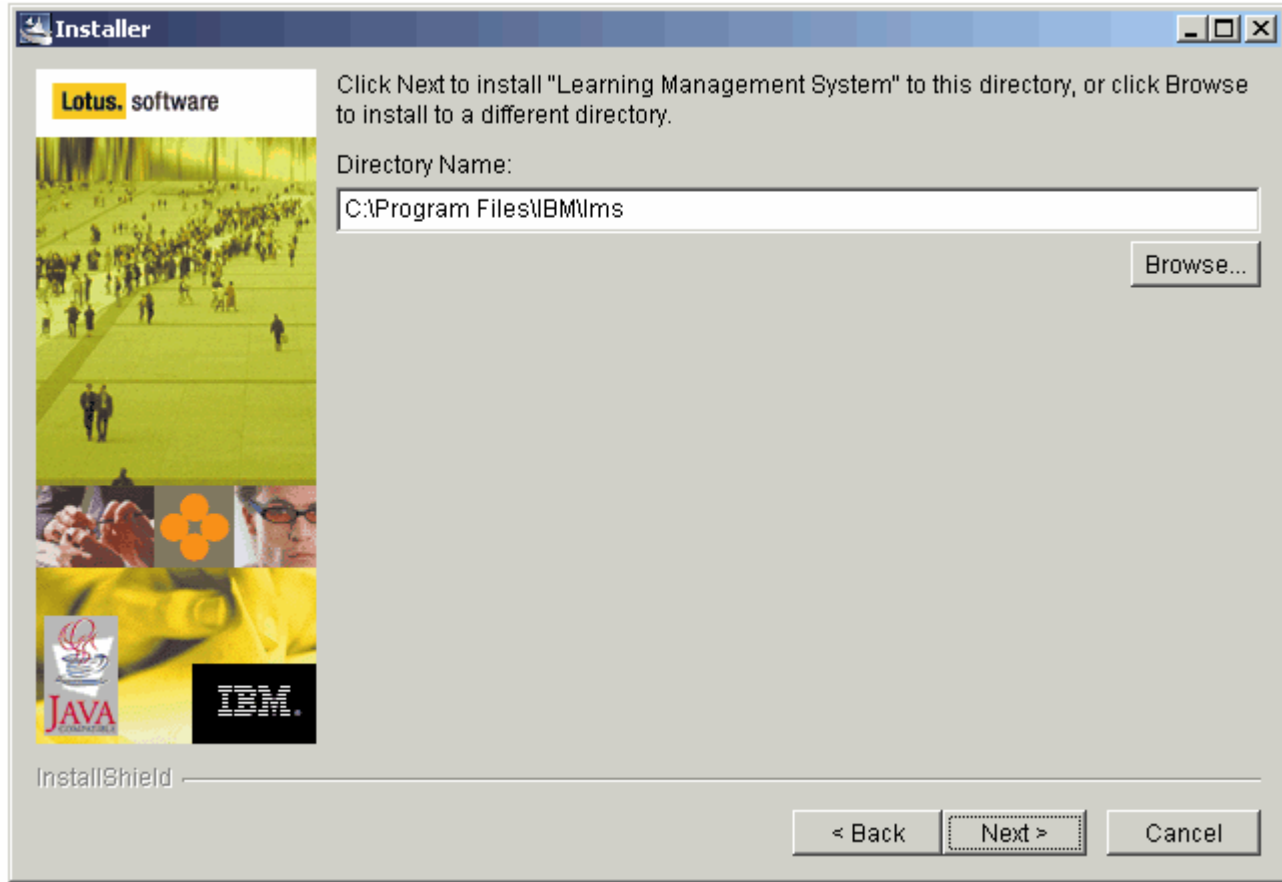 Installer
Lotus. software
Click Next to install "Learning Management System" to this directory, or click Browse
to install to a different directory.
Directory Name:
C:\Program Files\IBM\lms
Browse...
JAVA
COMPATIBLE
IBM.
InstallShield
< Back
Next >
Cancel